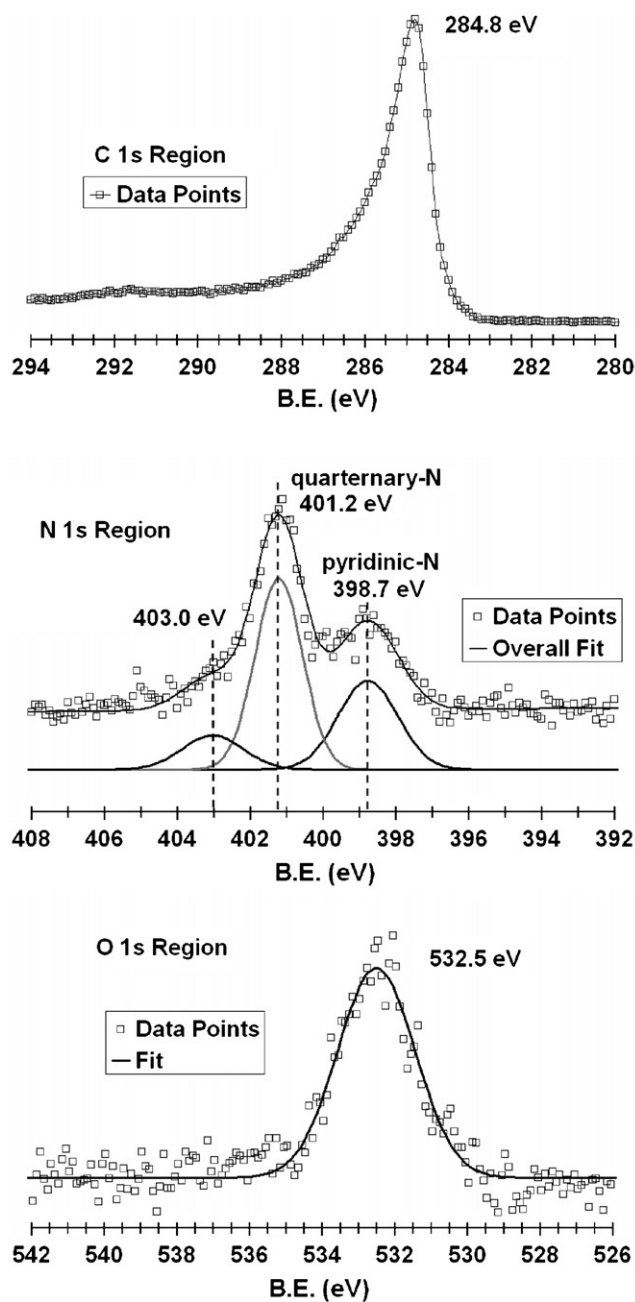 284.8 eV
C 1s Region
Data Points
294 292 290 288 286 284 282 280
B.E. (eV)
quarternary-N
401.2 eV
N 1s Region
pyridinic-N
398.7 eV
403.0 eV
Data Points
Overall Fit
408 406 404 402 400 398 396 394 392
B.E. (eV)
O 1s Region
532.5 eV
Data Points
Fit
542 540 537 535 533 532 530 528 526
B.E. (eV)